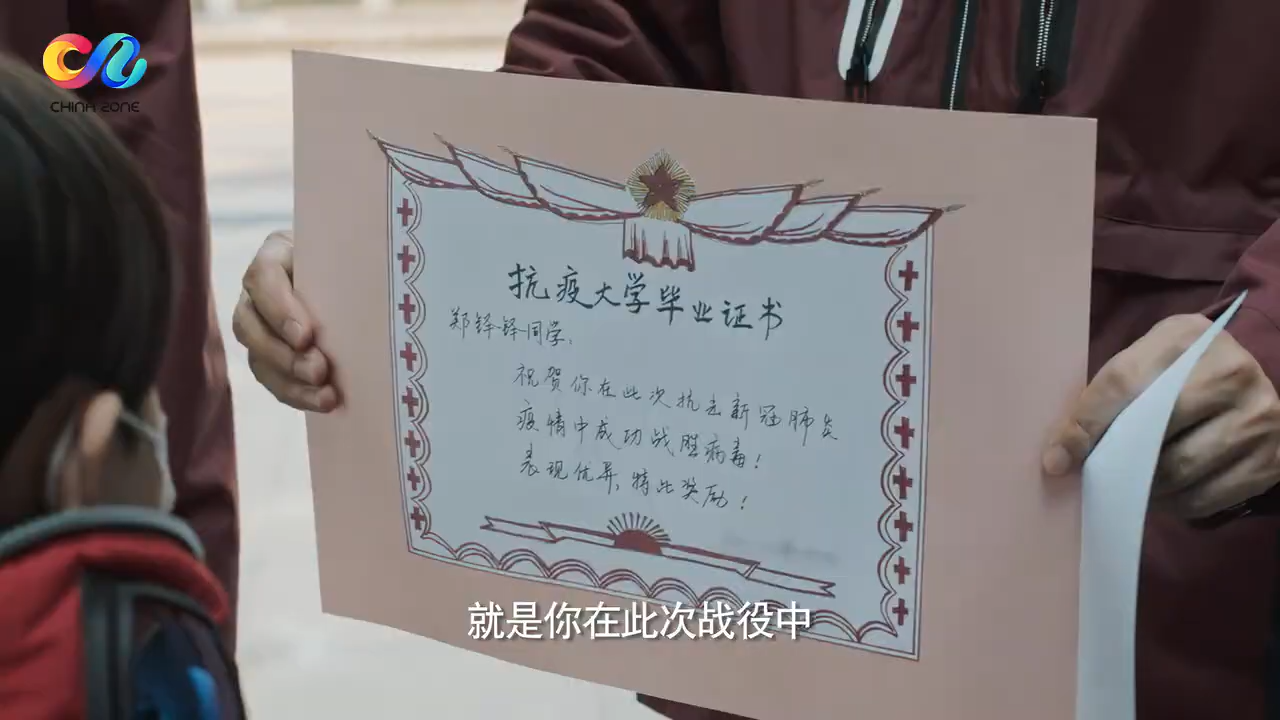 CHINA ZONE
抗疫大学毕业证书
郑铎铎同学:
祝贺你在此次抗击新冠肺炎
疫情中成功战胜病毒!
表现优异,特此奖励!
就是你在此次战役中